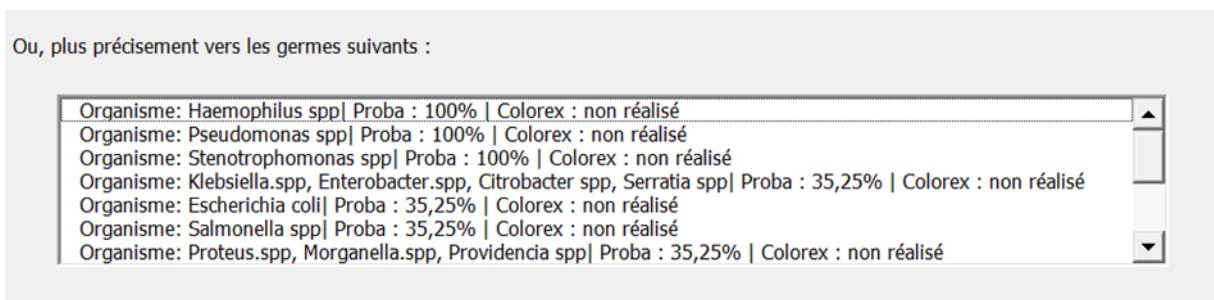 Ou, plus précisement vers les germes suivants :
Organisme: Haemophilus spp| Proba : 100% | Colorex : non réalisé
Organisme: Pseudomonas spp| Proba : 100% | Colorex : non réalisé
Organisme: Stenotrophomonas spp| Proba : 100% | Colorex : non réalisé
Organisme: Klebsiella.spp, Enterobacter.spp, Citrobacter spp, Serratia spp| Proba : 35,25% | Colorex : non réalisé
Organisme: Escherichia coli| Proba : 35,25% | Colorex : non réalisé
Organisme: Salmonella spp| Proba : 35,25% | Colorex : non réalisé
Organisme: Proteus.spp, Morganella.spp, Providencia spp| Proba : 35,25% | Colorex : non réalisé